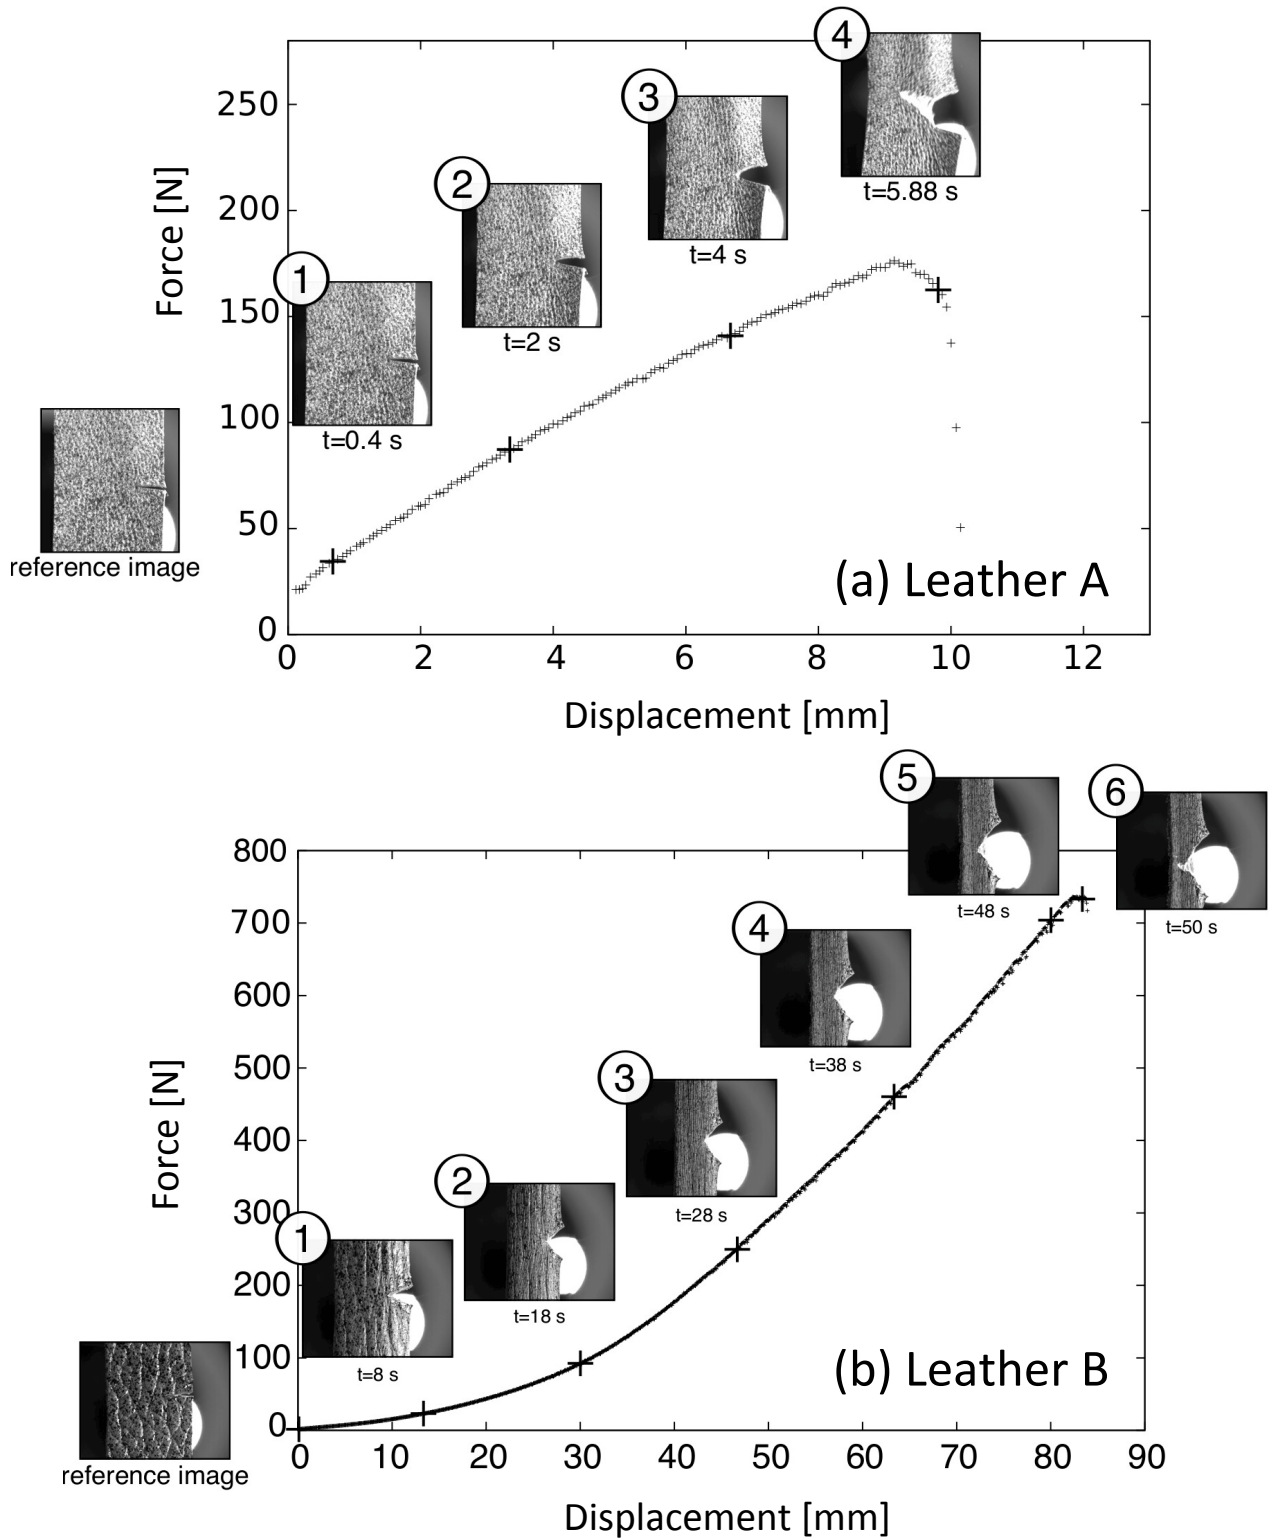 4
250
3
Force [N]
t=5.88 s
200
2
t=4 s
1
150
t=2 s
100
t=0.4 s
50
reference image
(a) Leather A
0
0 2 4 6 8 10 12
Displacement [mm]
5
6
800
700
t=48 s
t=50 s
4
600
Force [N]
500
t=38 s
3
400
2
300
t=28 s
1
200
t=18 s
100
t=8 s
(b) Leather B
0
0 10 20 30 40 50 60 70 80 90
reference image
Displacement [mm]